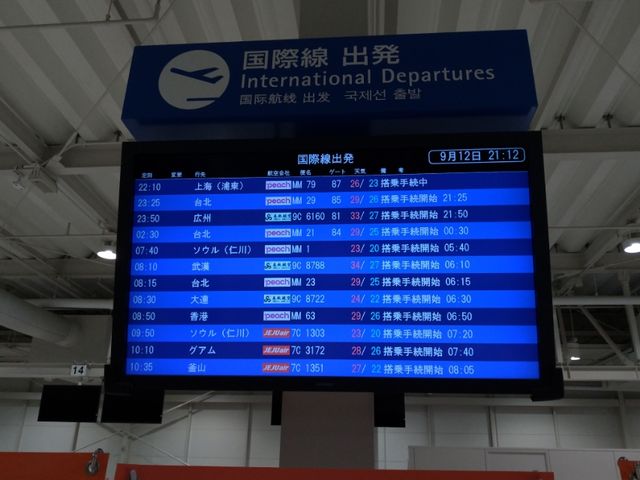 国際線 出発
International Departures
国际航线 出发 국제선 출발
国際線出発 9月12日 21:12
定刻 変更 行先 航空会社 便名 ゲート 天気 備考
22:10 上海（浦東） peach MM 79 87 26/ 23 搭乗手続中
23:25 台北 peach MM 29 85 29/ 26 搭乗手続開始 21:25
23:50 広州 9C 6160 81 33/ 27 搭乗手続開始 21:50
02:30 台北 peach MM 21 84 29/ 25 搭乗手続開始 00:30
07:40 ソウル（仁川） peach MM 1 23/ 20 搭乗手続開始 05:40
08:10 武漢 9C 8788 34/ 27 搭乗手続開始 06:10
08:15 台北 peach MM 23 29/ 25 搭乗手続開始 06:15
08:30 大連 9C 8722 24/ 22 搭乗手続開始 06:30
08:50 香港 peach MM 63 29/ 26 搭乗手続開始 06:50
09:50 ソウル（仁川） JEJUair 7C 1303 23/ 20 搭乗手続開始 07:20
10:10 グアム JEJUair 7C 3172 28/ 26 搭乗手続開始 07:40
10:35 釜山 JEJUair 7C 1351 27/ 22 搭乗手続開始 08:05
14